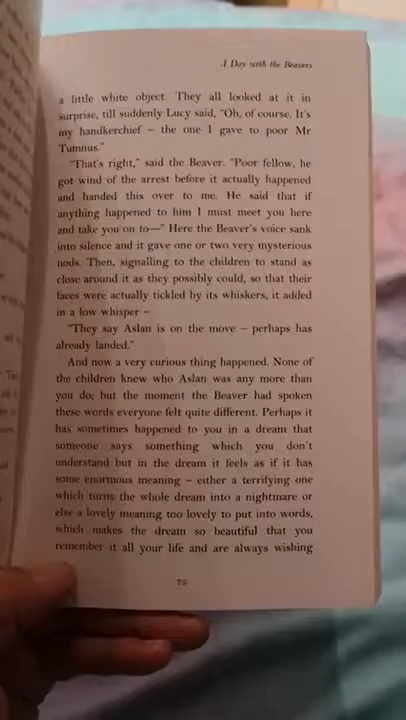 A Day with the Beavers
a little white object. They all looked at it in
surprise, till suddenly Lucy said, "Oh, of course. It's
my handkerchief – the one I gave to poor Mr
Tumnus."
"That's right," said the Beaver. "Poor fellow, he
got wind of the arrest before it actually happened
and handed this over to me. He said that if
anything happened to him I must meet you here
and take you on to—" Here the Beaver's voice sank
into silence and it gave one or two very mysterious
nods. Then, signalling to the children to stand as
close around it as they possibly could, so that their
faces were actually tickled by its whiskers, it added
in a low whisper –
"They say Aslan is on the move – perhaps has
already landed."
And now a very curious thing happened. None of
the children knew who Aslan was any more than
you do; but the moment the Beaver had spoken
these words everyone felt quite different. Perhaps it
has sometimes happened to you in a dream that
someone says something which you don't
understand but in the dream it feels as if it has
some enormous meaning – either a terrifying one
which turns the whole dream into a nightmare or
else a lovely meaning too lovely to put into words,
which makes the dream so beautiful that you
remember it all your life and are always wishing